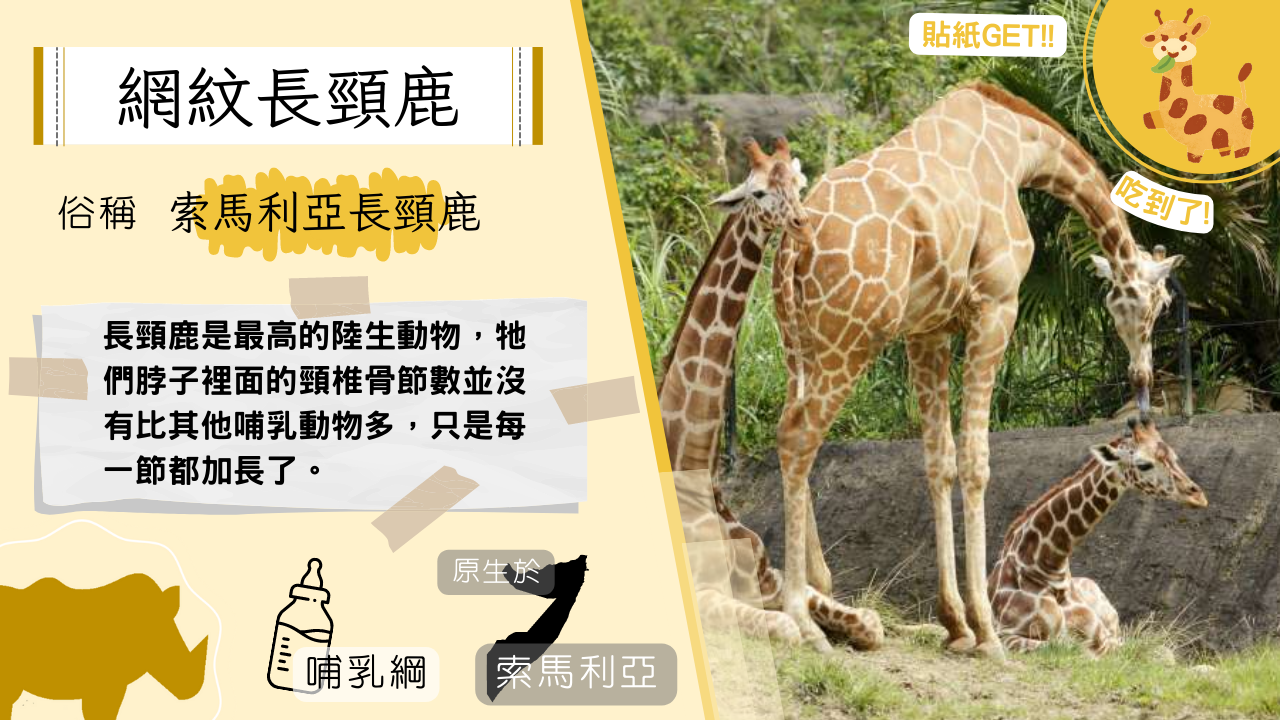 網紋長頸鹿
俗稱 索馬利亞長頸鹿
長頸鹿是最高的陸生動物，牠
們脖子裡面的頸椎骨節數並沒
有比其他哺乳動物多，只是每
一節都加長了。
哺乳綱
原生於
索馬利亞
貼紙GET!!
吃到了!